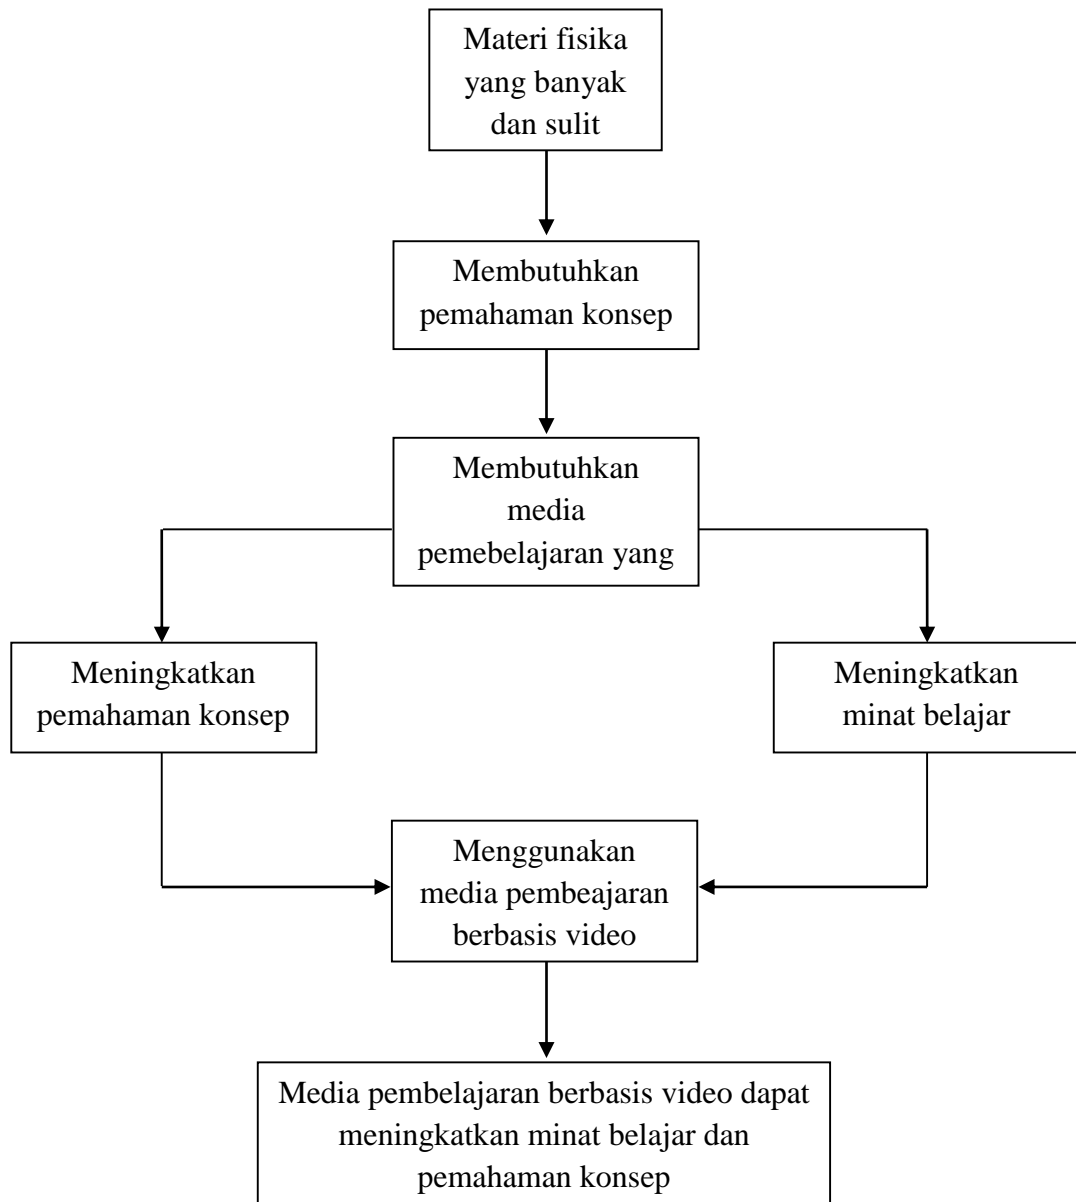 Materi fisika
yang banyak
dan sulit
Membutuhkan
pemahaman konsep
Membutuhkan
media
pemebelajaran yang
Meningkatkan
pemahaman konsep
Meningkatkan
minat belajar
Menggunakan
media pembeajaran
berbasis video
Media pembelajaran berbasis video dapat
meningkatkan minat belajar dan
pemahaman konsep